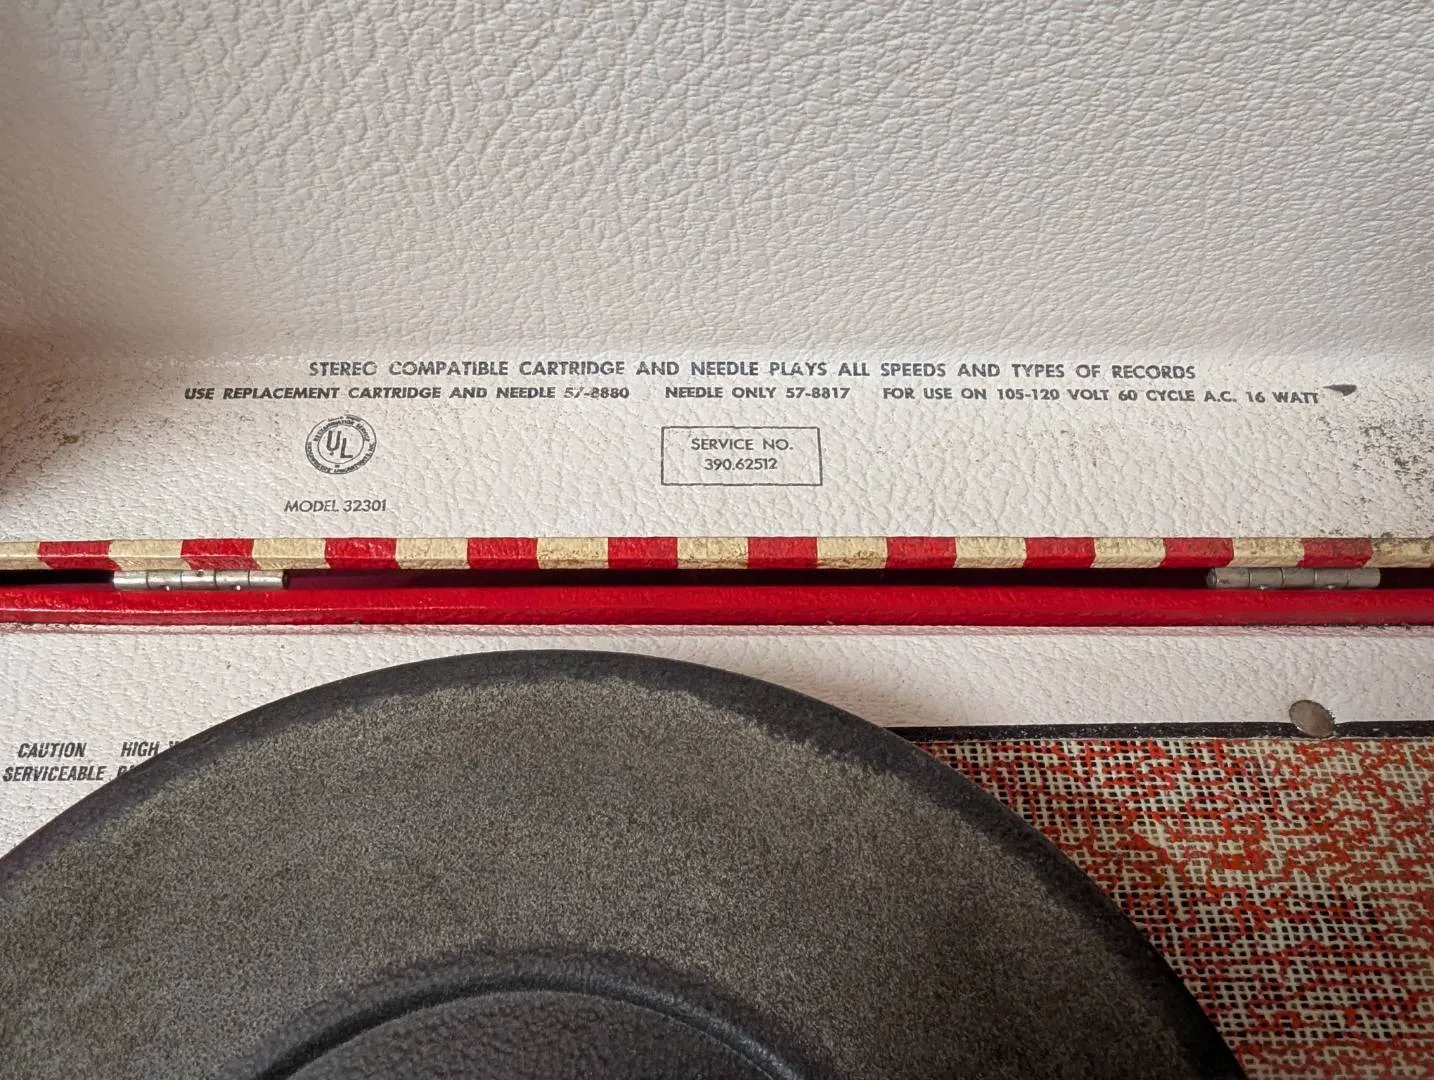 STEREO COMPATIBLE CARTRIDGE AND NEEDLE PLAYS ALL SPEEDS AND TYPES OF RECORDS
USE REPLACEMENT CARTRIDGE AND NEEDLE 57-8880 NEEDLE ONLY 57-8817 FOR USE ON 105-120 VOLT 60 CYCLE A.C. 16 WATT
UL
SERVICE NO.
390.62512
MODEL 32301
CAUTION HIGH
SERVICEABLE